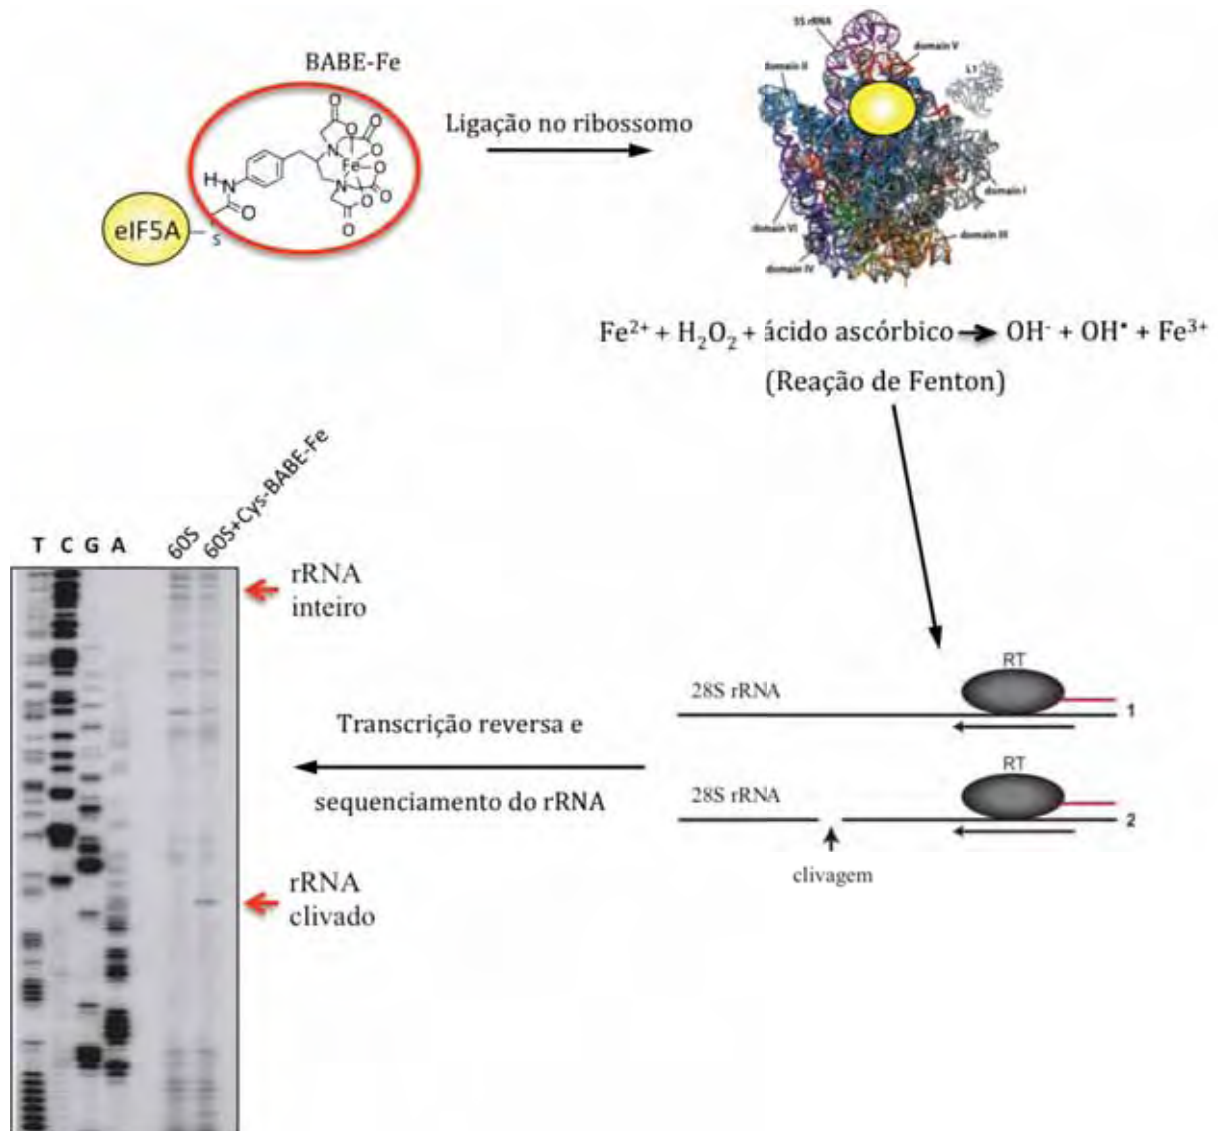 BABE-Fe
Ligação no ribossomo
5S rRNA
domain V
domain II
L1
domain I
domain VI
domain III
domain IV
O
O
O
O
N
O
Fe
O
H
N
N
O
O
O
O
eIF5A
S
Fe²⁺ + H₂O₂ + ácido ascórbico → OH⁻ + OH• + Fe³⁺
(Reação de Fenton)
T C G A 60S 60S+Cys-BABE-Fe
rRNA
inteiro
RT
28S rRNA
1
Transcrição reversa e
sequenciamento do rRNA
RT
28S rRNA
2
clivagem
rRNA
clivado